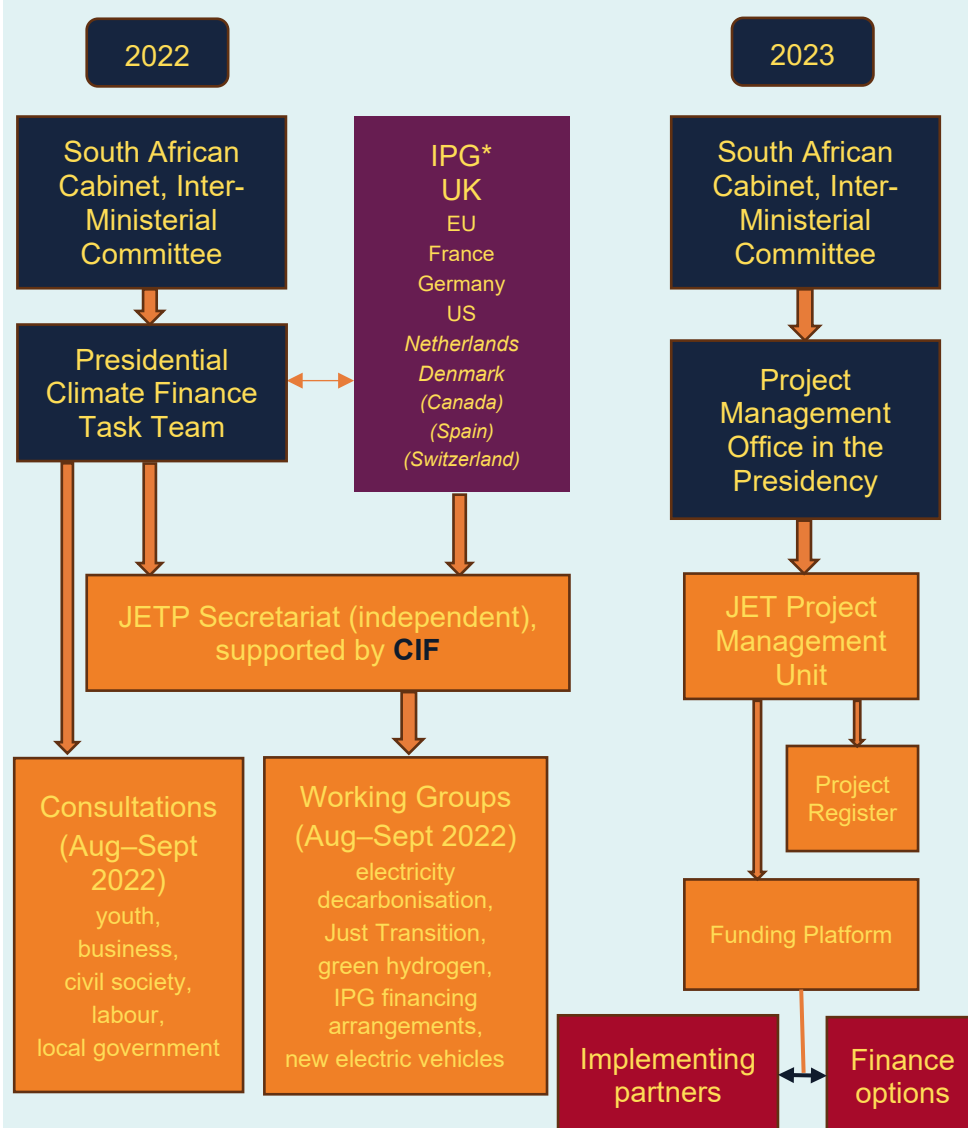 2022
South African
Cabinet, Inter-
Ministerial
Committee
Presidential
Climate Finance
Task Team
IPG*
UK
EU
France
Germany
US
Netherlands
Denmark
(Canada)
(Spain)
(Switzerland)
JETP Secretariat (independent),
supported by CIF
Consultations
(Aug–Sept
2022)
youth,
business,
civil society,
labour,
local government
Working Groups
(Aug–Sept 2022)
electricity
decarbonisation,
Just Transition,
green hydrogen,
IPG financing
arrangements,
new electric vehicles
2023
South African
Cabinet, Inter-
Ministerial
Committee
Project
Management
Office in the
Presidency
JET Project
Management
Unit
Project
Register
Funding Platform
Implementing
partners
Finance
options